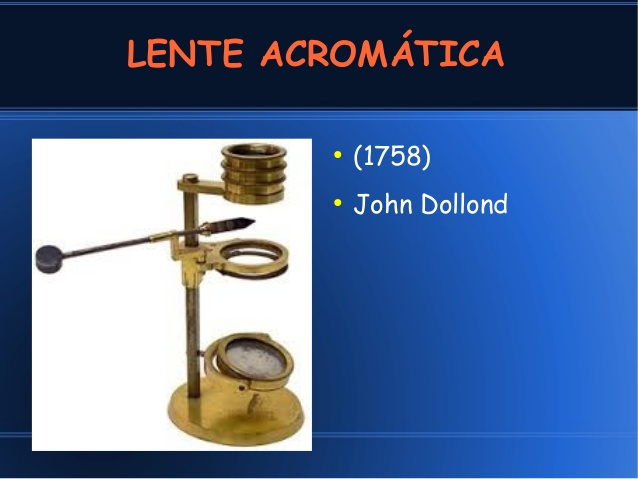 LENTE ACROMÁTICA
• (1758)
• John Dollond